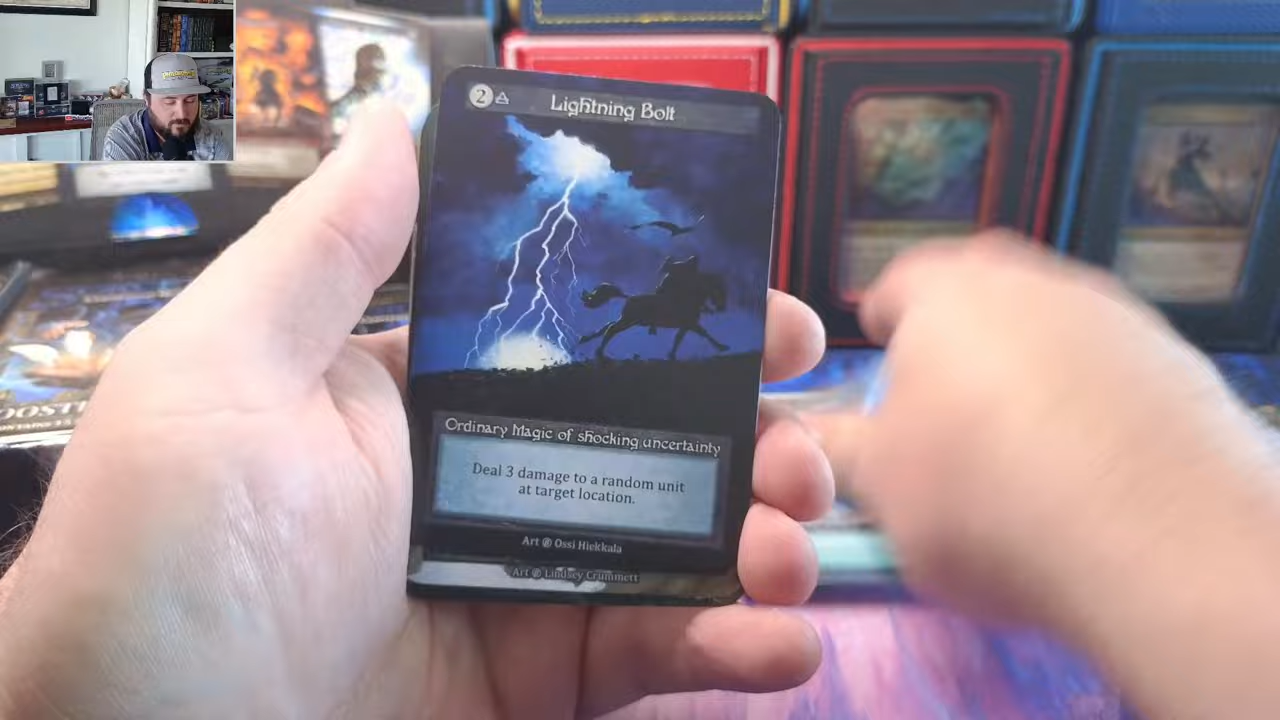 2
Lightning Bolt
Ordinary Magic of shocking uncertainty
Deal 3 damage to a random unit
at target location.
Art @ Ossi Hiekkala
Art @ Lindsey Crummett